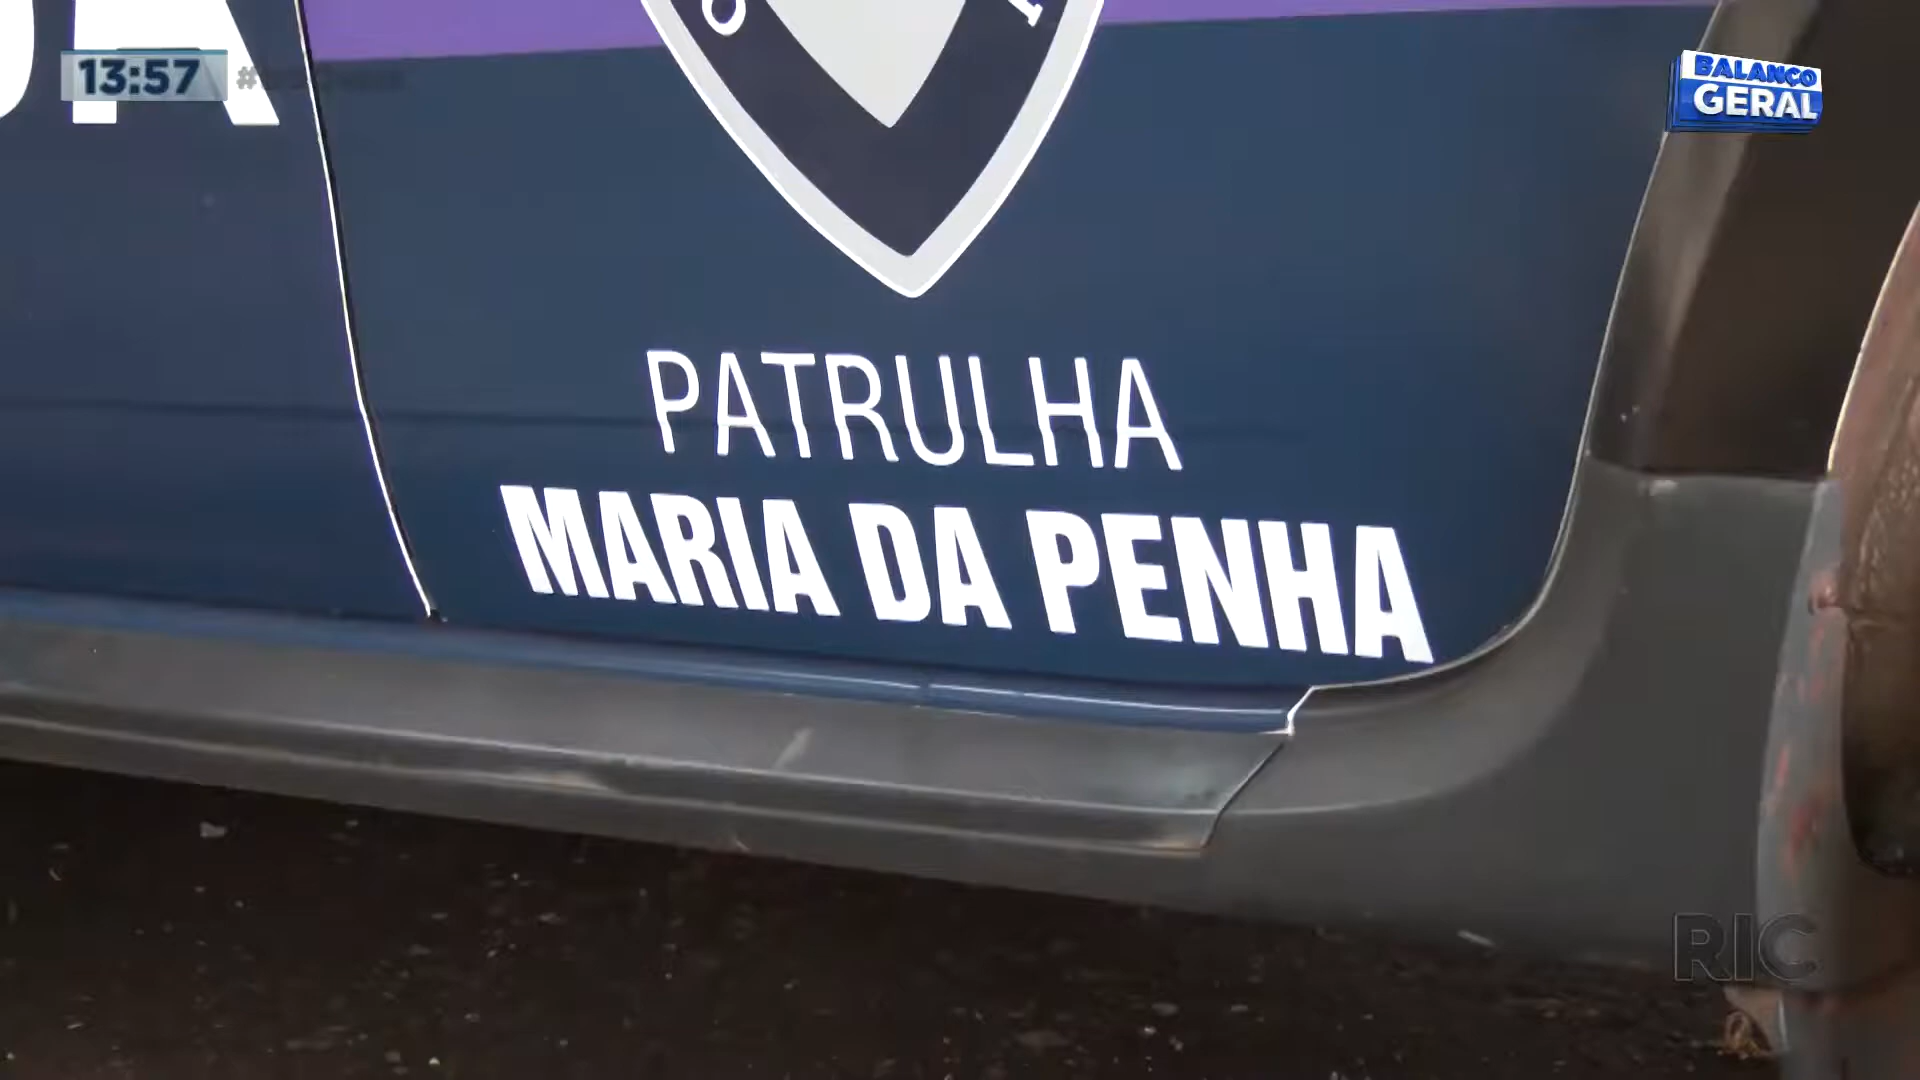 13:57
BALANÇO
GERAL
PATRULHA
MARIA DA PENHA
RIC